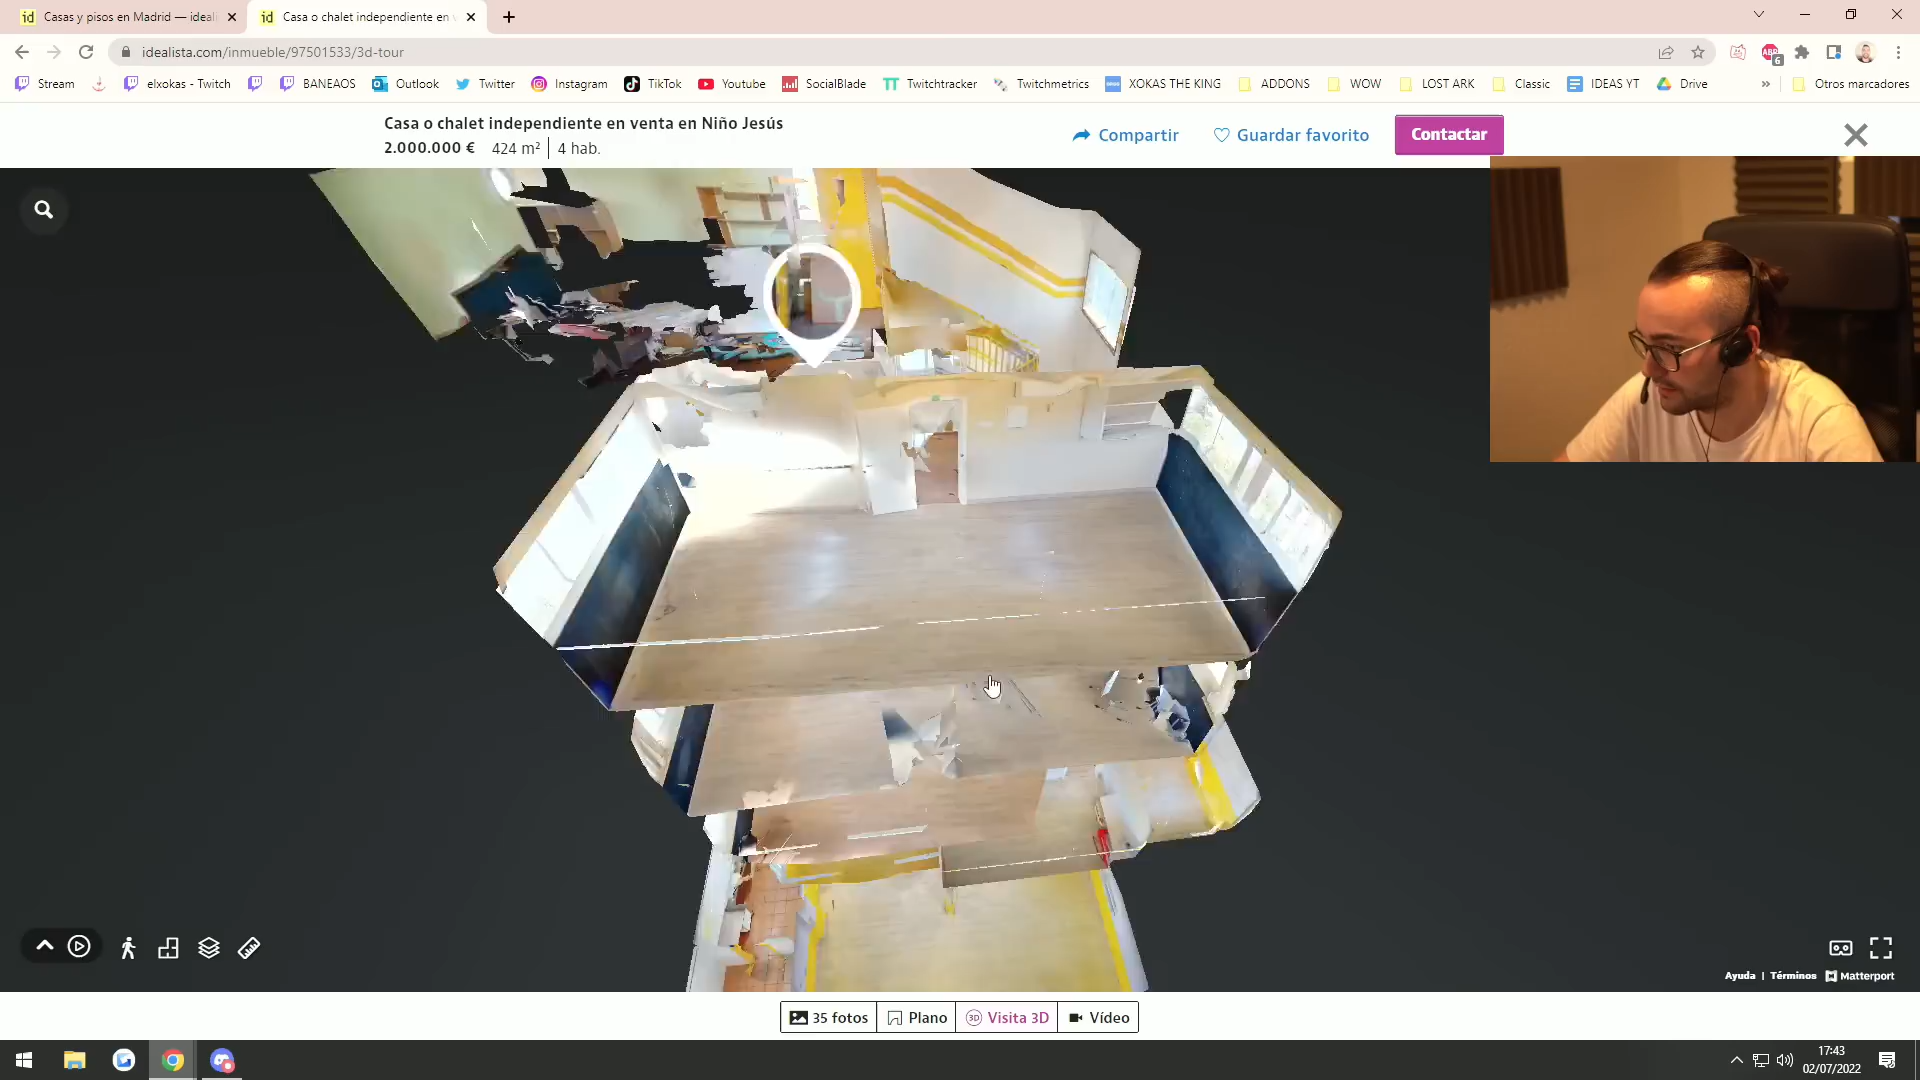 Casas y pisos en Madrid — ideali
Casa o chalet independiente en v
idealista.com/inmueble/97501533/3d-tour
6
Stream
elxokas - Twitch
BANEAOS
Outlook
Twitter
Instagram
TikTok
Youtube
SocialBlade
Twitchtracker
Twitchmetrics
XOKAS THE KING
ADDONS
WOW
LOST ARK
Classic
IDEAS YT
Drive
»
Otros marcadores
Casa o chalet independiente en venta en Niño Jesús
2.000.000 € 424 m² 4 hab.
Compartir
Guardar favorito
Contactar
Ayuda | Términos Matterport
35 fotos
Plano
3D Visita 3D
Vídeo
17:43
02/07/2022